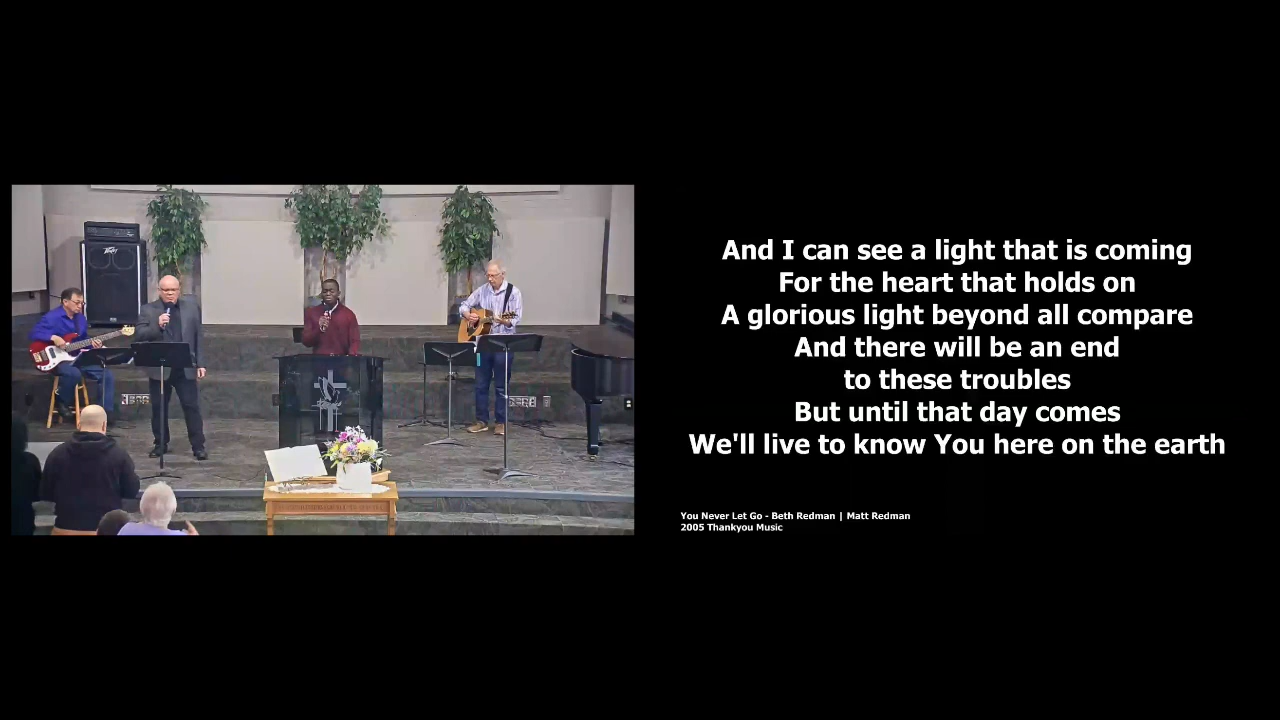 PEAVEY
And I can see a light that is coming
For the heart that holds on
A glorious light beyond all compare
And there will be an end
to these troubles
But until that day comes
We'll live to know You here on the earth
You Never Let Go - Beth Redman | Matt Redman
2005 Thankyou Music